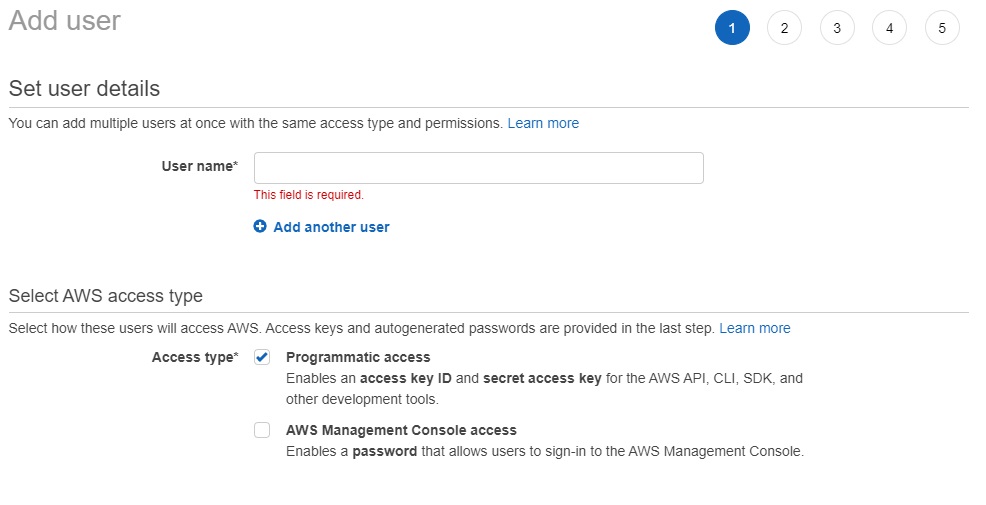 Add user
1 2 3 4 5
Set user details
You can add multiple users at once with the same access type and permissions. Learn more
User name*
This field is required.
Add another user
Select AWS access type
Select how these users will access AWS. Access keys and autogenerated passwords are provided in the last step. Learn more
Access type* Programmatic access
Enables an access key ID and secret access key for the AWS API, CLI, SDK, and
other development tools.
AWS Management Console access
Enables a password that allows users to sign-in to the AWS Management Console.